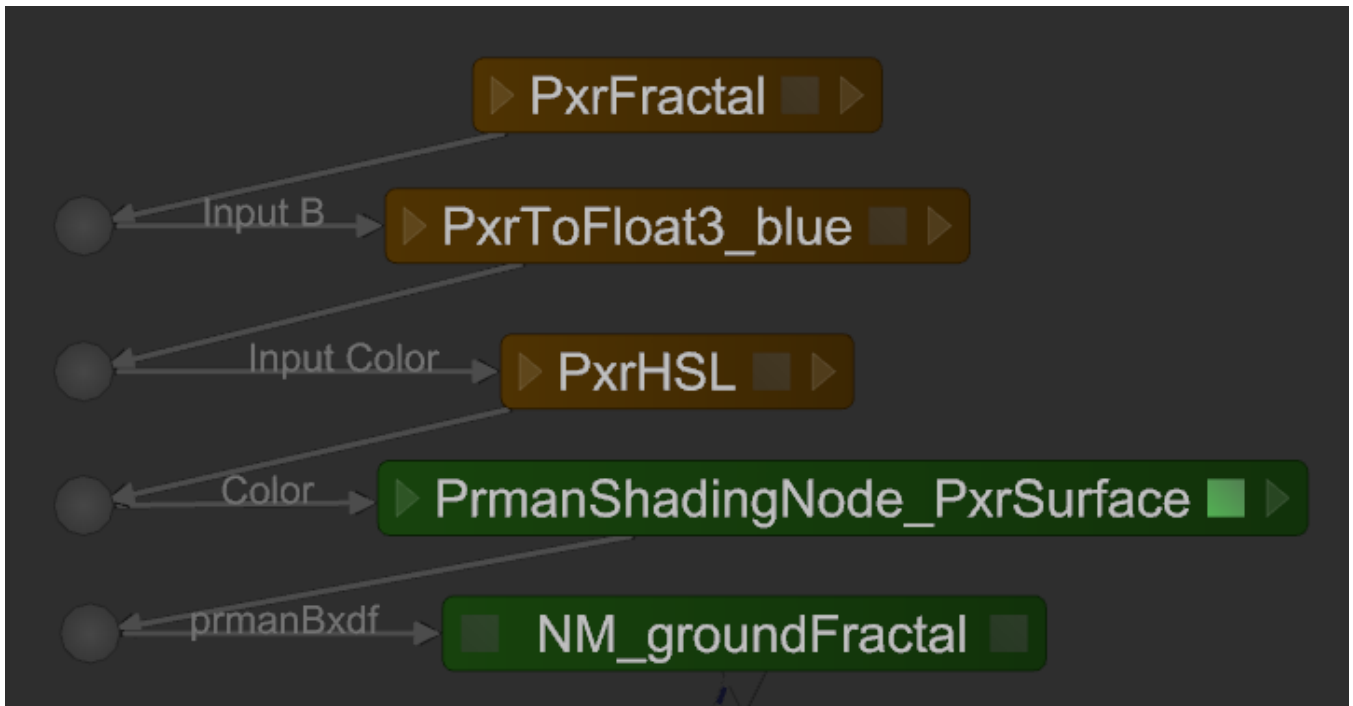 PxrFractal
Input B
PxrToFloat3_blue
Input Color
PxrHSL
Color
PrmanShadingNode_PxrSurface
prmanBxdf
NM_groundFractal